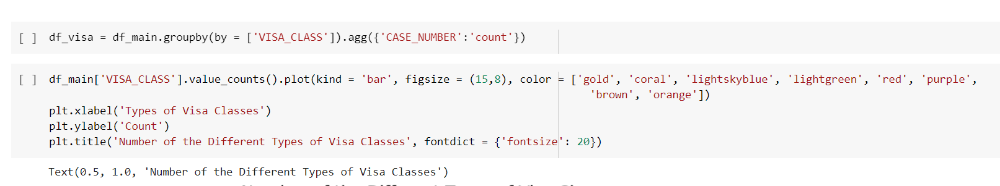 [ ] df_visa = df_main.groupby(by = ['VISA_CLASS']).agg({'CASE_NUMBER':'count'})
[ ] df_main['VISA_CLASS'].value_counts().plot(kind = 'bar', figsize = (15,8), color = ['gold', 'coral', 'lightskyblue', 'lightgreen', 'red', 'purple',
'brown', 'orange'])
plt.xlabel('Types of Visa Classes')
plt.ylabel('Count')
plt.title('Number of the Different Types of Visa Classes', fontdict = {'fontsize': 20})
Text(0.5, 1.0, 'Number of the Different Types of Visa Classes')